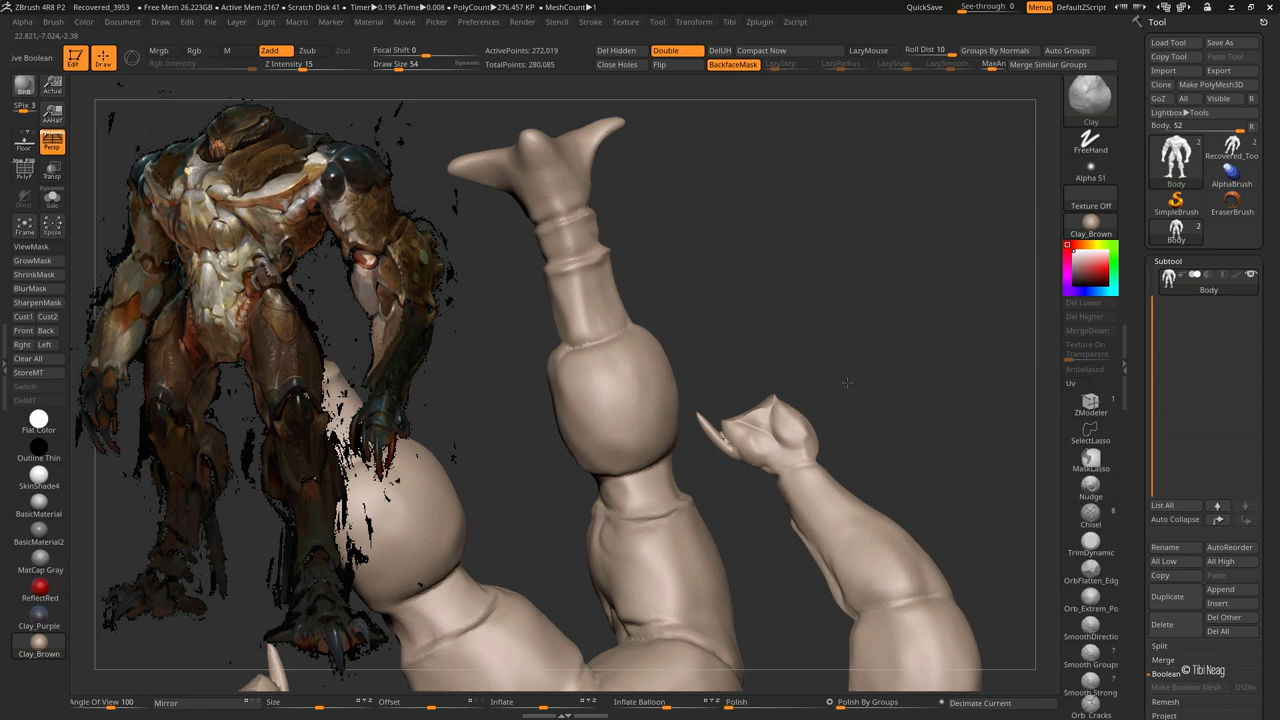 ZBrush 4R8 P2 Recovered_3953 • Free Mem 26.223GB • Active Mem 2167 • Scratch Disk 41 • Timer▶0.195 ATime▶0.008 • PolyCount▶276.457 KP • MeshCount▶1
QuickSave See-through 0 Menus DefaultZScript
Alpha Brush Color Document Draw Edit File Layer Light Macro Marker Material Movie Picker Preferences Render Stencil Stroke Texture Tool Transform Tibi Zplugin Zscript
22.821,-7.024,-2.38
ive Boolean Edit Draw
Mrgb Rgb M Zadd Zsub Zcut Focal Shift 0 ActivePoints: 272,019 Del Hidden Double DelUH Compact Now LazyMouse Roll Dist 10 Groups By Normals Auto Groups
Rgb Intensity Z Intensity 15 Draw Size 54 Dynamic TotalPoints: 280,085 Close Holes Flip BackfaceMask LazyStep LazyRadius LazySnap LazySmooth MaxAn Merge Similar Groups
BPR
Actual
SPix 3
AAHalf
Floor
Persp
PolyF
Transp
Ghost
Solo
Frame
Xpose
ViewMask
GrowMask
ShrinkMask
BlurMask
SharpenMask
Cust1 Cust2
Front Back
Rght Left
Clear All
StoreMT
Switch
DelMT
Flat Color
Outline Thin
SkinShade4
BasicMaterial
BasicMaterial2
MatCap Gray
ReflectRed
Clay_Purple
Clay_Brown
Angle Of View 100 Mirror Size Offset Inflate Inflate Balloon Polish Polish By Groups Decimate Current
Clay
FreeHand
Alpha 51
Texture Off
Clay_Brown
Del Lower
Del Higher
MergeDown
Texture On
Transparent
Antialiased
Uv
1
ZModeler
SelectLasso
MaskLasso
Nudge
8
Chisel
TrimDynamic
OrbFlatten_Edg
Orb_Extrem_Po
SmoothDirectio
Smooth Groups
Smooth Strong
Orb_Cracks
Tool
Load Tool Save As
Copy Tool Paste Tool
Import Export
Clone Make PolyMesh3D
GoZ All Visible R
Lightbox▶Tools
Body. 52 R
2 2
Body Recovered_Too
AlphaBrush
SimpleBrush EraserBrush
2
Body
Subtool
Body
List All
Auto Collapse
Rename AutoReorder
All Low All High
Copy Paste
Duplicate Append
Insert
Delete Del Other
Del All
Split
Merge
Boolean
Make Boolean Mesh DSDiv
Remesh
Project
© Tibi Neag